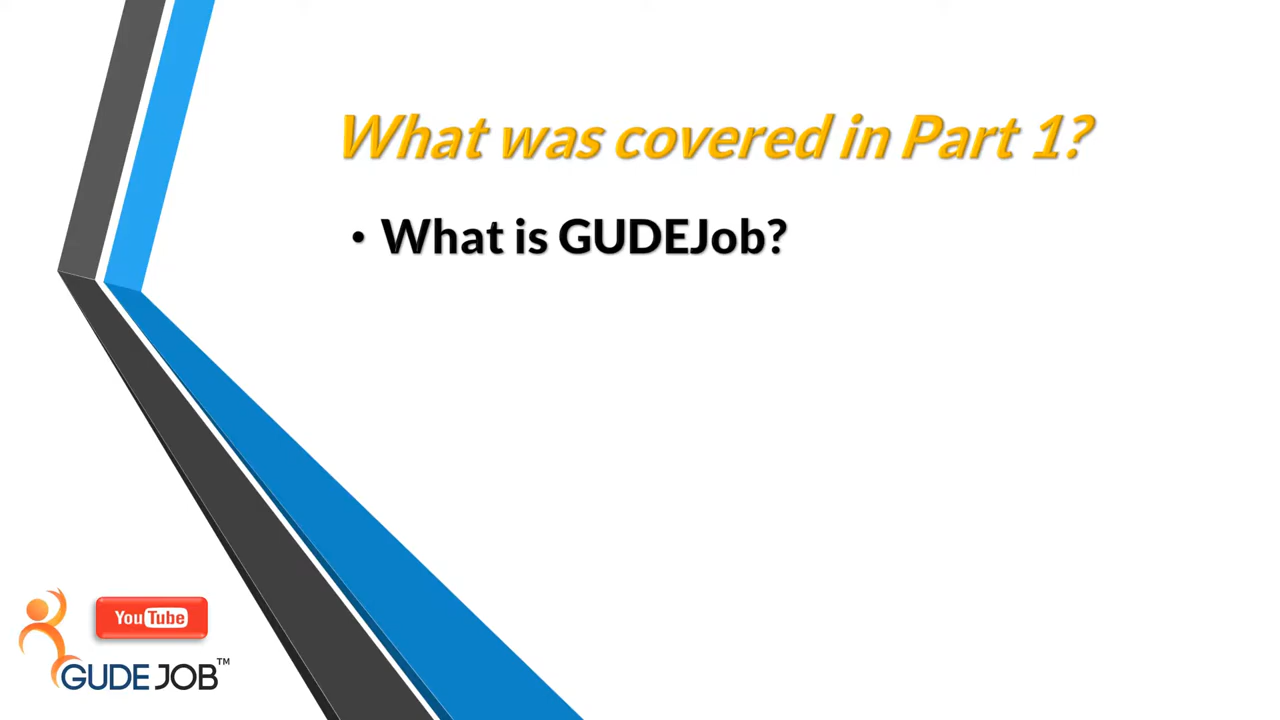 What was covered in Part 1?
• What is GUDEJob?
YouTube
GUDE JOB™